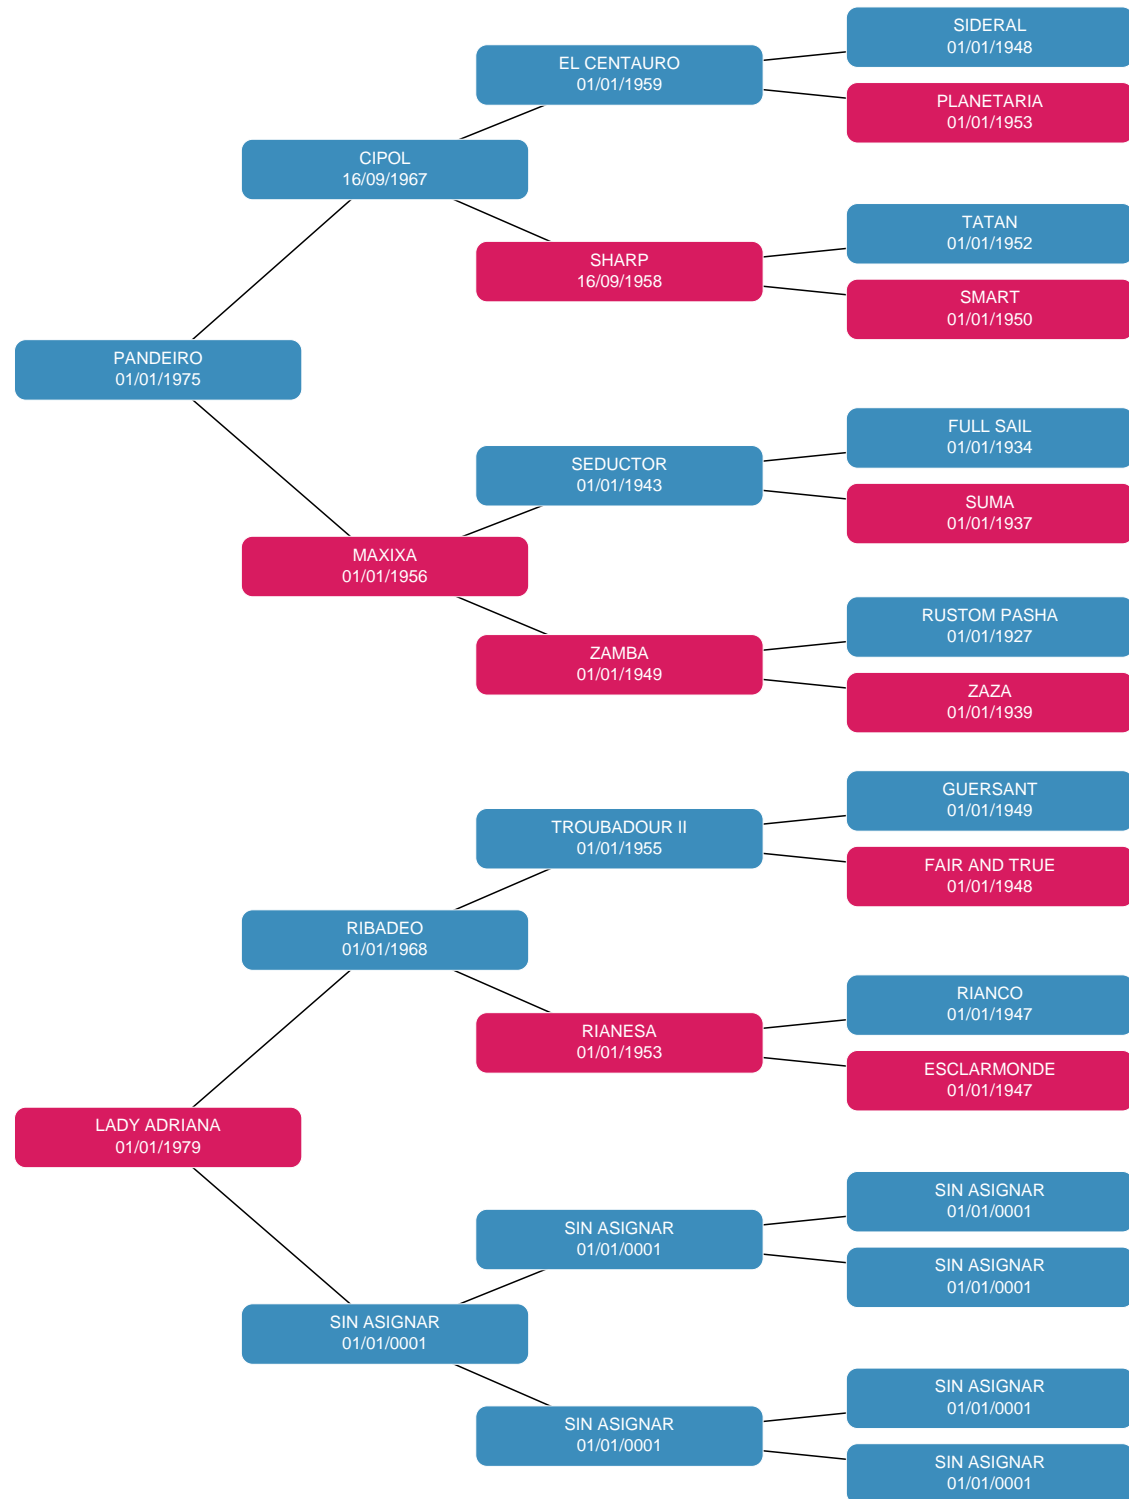 SIDERAL
01/01/1948
EL CENTAURO
01/01/1959
PLANETARIA
01/01/1953
CIPOL
16/09/1967
TATAN
01/01/1952
SHARP
16/09/1958
SMART
01/01/1950
PANDEIRO
01/01/1975
FULL SAIL
01/01/1934
SEDUCTOR
01/01/1943
SUMA
01/01/1937
MAXIXA
01/01/1956
RUSTOM PASHA
01/01/1927
ZAMBA
01/01/1949
ZAZA
01/01/1939
GUERSANT
01/01/1949
TROUBADOUR II
01/01/1955
FAIR AND TRUE
01/01/1948
RIBADEO
01/01/1968
RIANCO
01/01/1947
RIANESA
01/01/1953
ESCLARMONDE
01/01/1947
LADY ADRIANA
01/01/1979
SIN ASIGNAR
01/01/0001
SIN ASIGNAR
01/01/0001
SIN ASIGNAR
01/01/0001
SIN ASIGNAR
01/01/0001
SIN ASIGNAR
01/01/0001
SIN ASIGNAR
01/01/0001
SIN ASIGNAR
01/01/0001